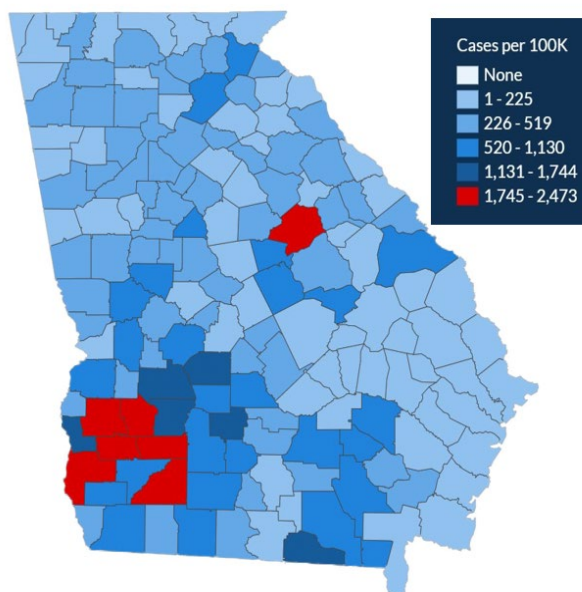 Cases per 100K
None
1 - 225
226 - 519
520 - 1,130
1,131 - 1,744
1,745 - 2,473